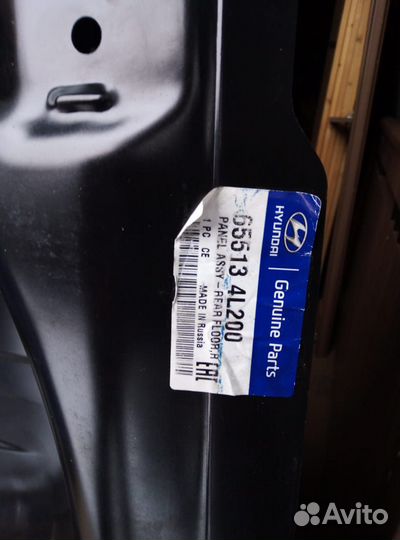 HYUNDAI
Genuine Parts
65513 4L200
PANEL ASSY-REAR FLOOR,R
1 PC
MADE IN Russia
EAC
Avito